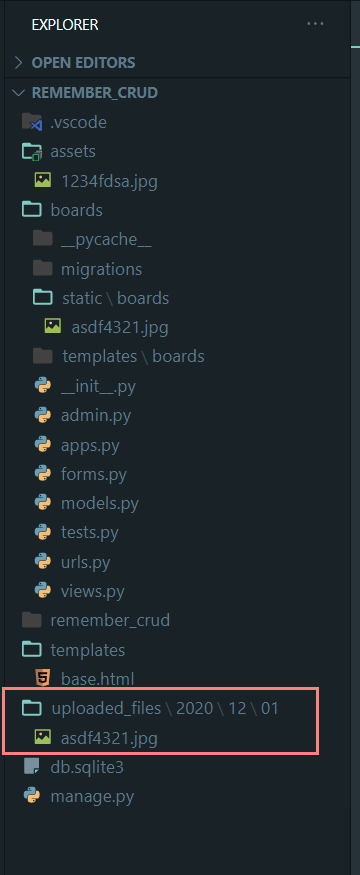 EXPLORER ...
OPEN EDITORS
REMEMBER_CRUD
.vscode
assets
1234fdsa.jpg
boards
__pycache__
migrations
static \ boards
asdf4321.jpg
templates \ boards
__init__.py
admin.py
apps.py
forms.py
models.py
tests.py
urls.py
views.py
remember_crud
templates
base.html
uploaded_files \ 2020 \ 12 \ 01
asdf4321.jpg
db.sqlite3
manage.py